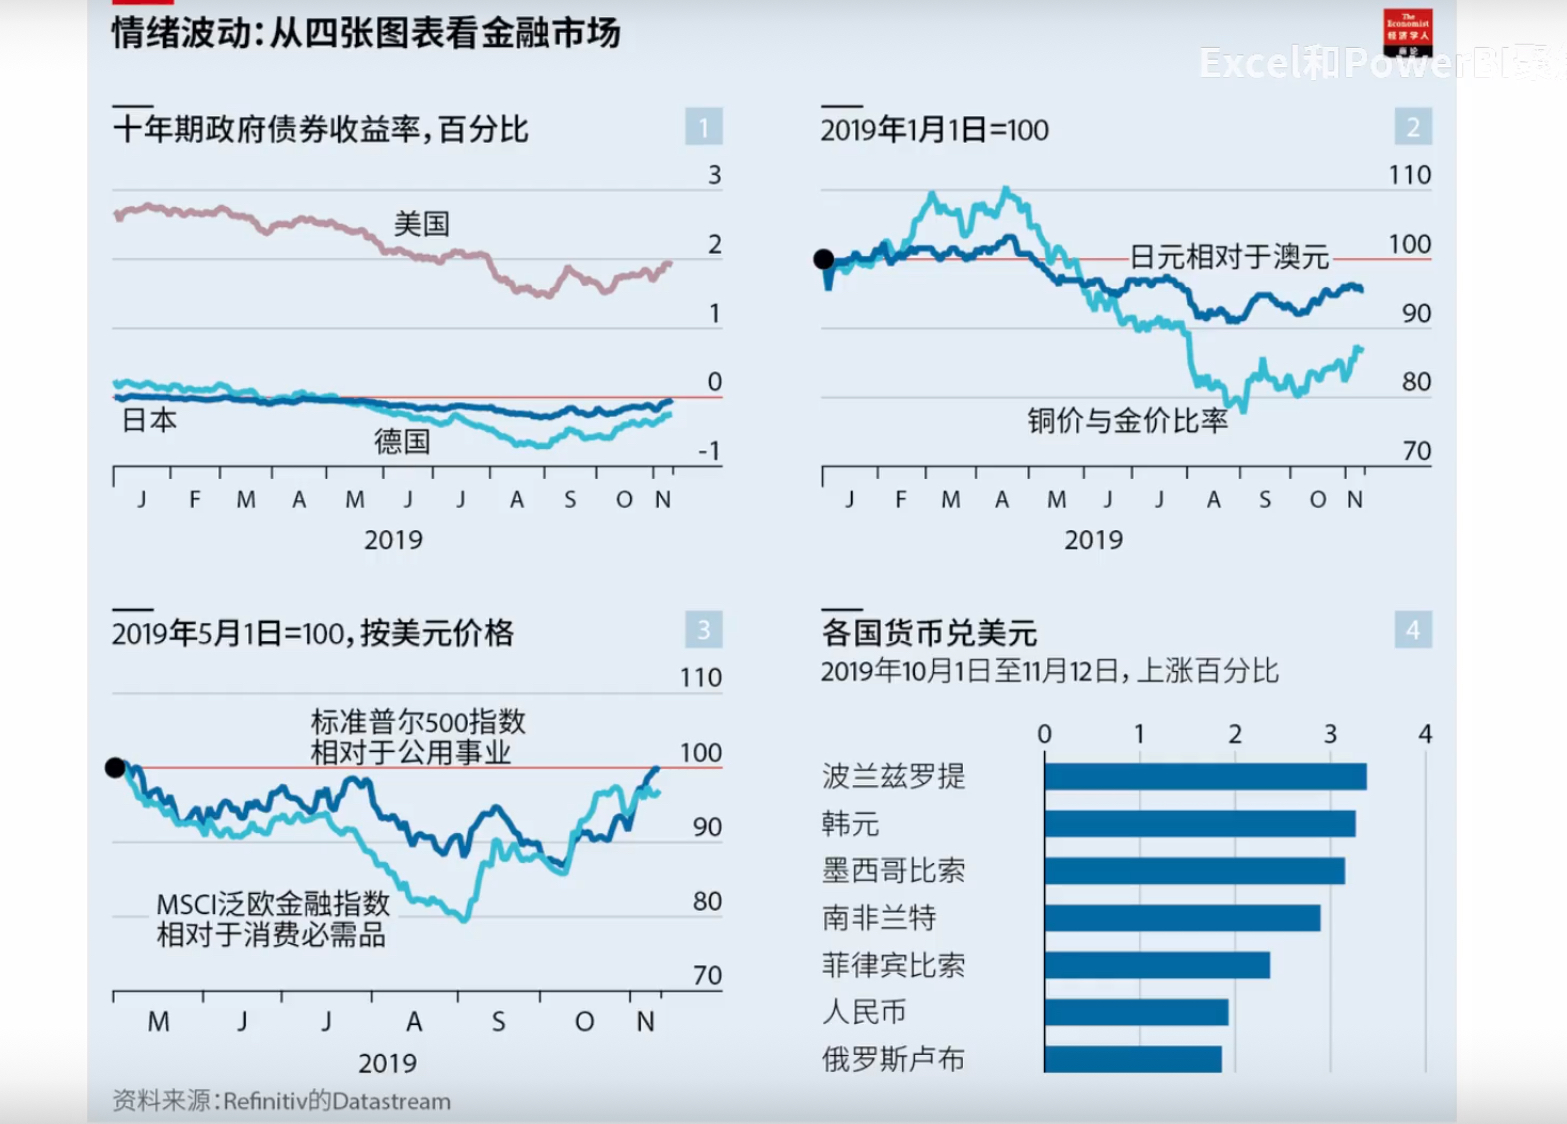 情绪波动：从四张图表看金融市场
The
Economist
经济学人
Excel和PowerBI
十年期政府债券收益率，百分比
1
3
2
1
0
-1
美国
日本
德国
J F M A M J J A S O N
2019
2019年1月1日=100
2
110
100
90
80
70
日元相对于澳元
铜价与金价比率
J F M A M J J A S O N
2019
2019年5月1日=100，按美元价格
3
110
100
90
80
70
标准普尔500指数
相对于公用事业
MSCI泛欧金融指数
相对于消费必需品
M J J A S O N
2019
各国货币兑美元
4
2019年10月1日至11月12日，上涨百分比
0 1 2 3 4
波兰兹罗提
韩元
墨西哥比索
南非兰特
菲律宾比索
人民币
俄罗斯卢布
资料来源：Refinitiv的Datastream